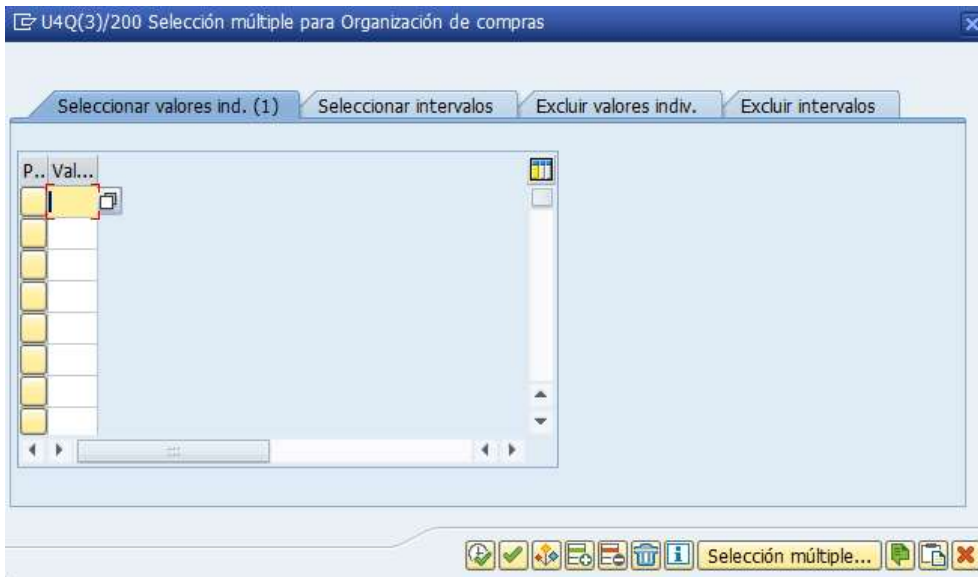 U4Q(3)/200 Selección múltiple para Organización de compras
Seleccionar valores ind. (1) Seleccionar intervalos Excluir valores indiv. Excluir intervalos
P.. Val...
Selección múltiple...